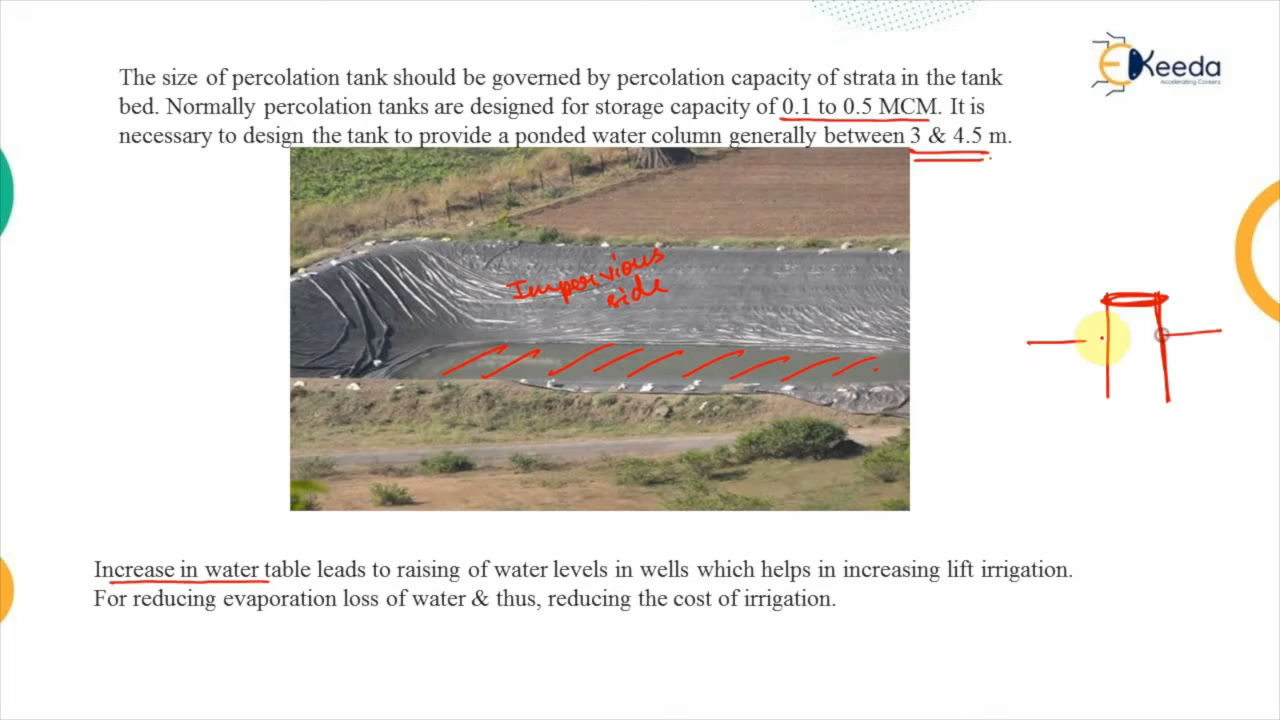 Keeda
Accelerating Careers
The size of percolation tank should be governed by percolation capacity of strata in the tank
bed. Normally percolation tanks are designed for storage capacity of 0.1 to 0.5 MCM. It is
necessary to design the tank to provide a ponded water column generally between 3 & 4.5 m.
Impervious
side
Increase in water table leads to raising of water levels in wells which helps in increasing lift irrigation.
For reducing evaporation loss of water & thus, reducing the cost of irrigation.